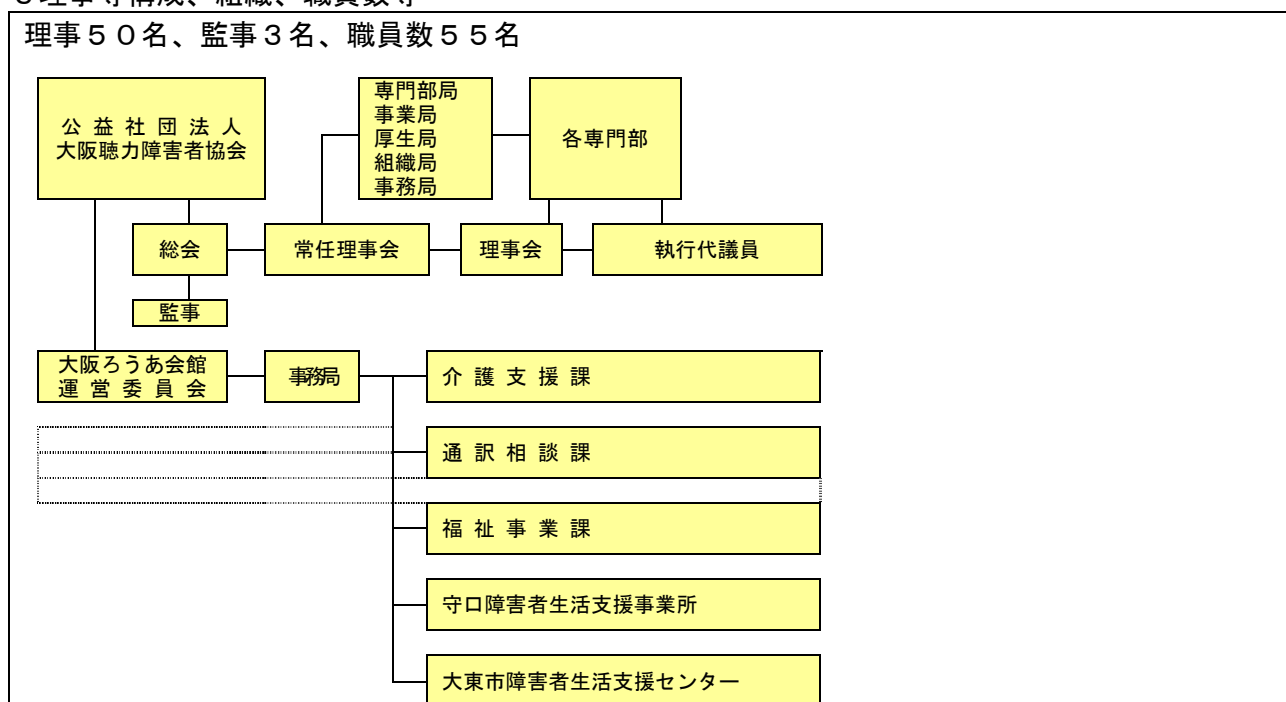 理事５０名、監事３名、職員数５５名
公益社団法人
大阪聴力障害者協会
専門部局
事業局
厚生局
組織局
事務局
各専門部
総会
常任理事会
理事会
執行代議員
監事
大阪ろうあ会館
運営委員会
事務局
介護支援課
通訳相談課
福祉事業課
守口障害者生活支援事業所
大東市障害者生活支援センター